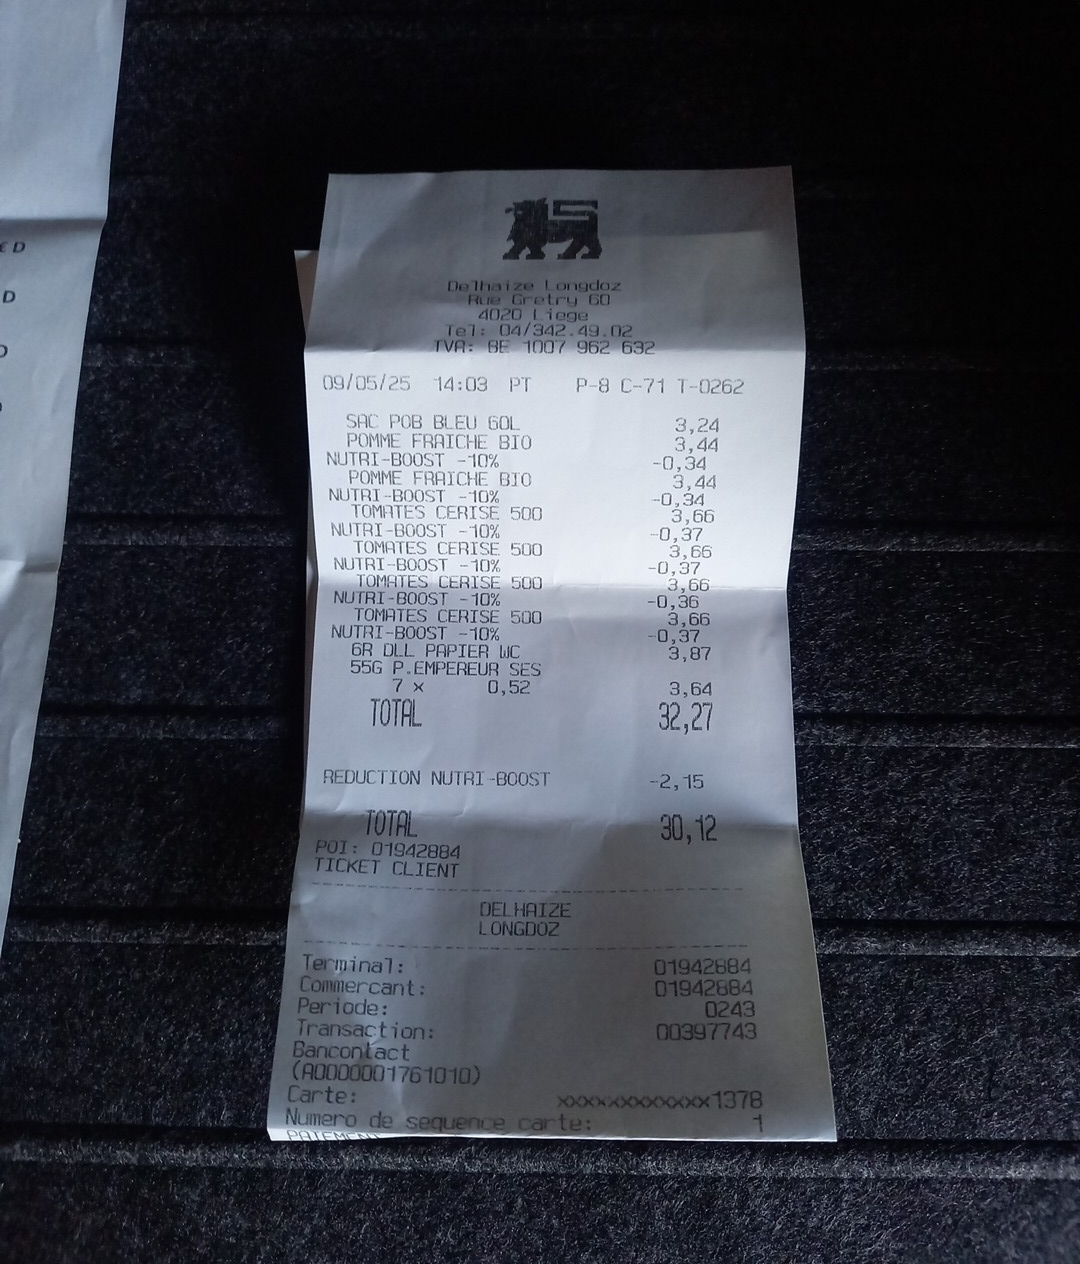 € D
D
Delhaize Longdoz
Rue Gretry 60
4020 Liege
Tel: 04/342.49.02
TVA: BE 1007 962 632
09/05/25 14:03 PT P-8 C-71 T-0262
SAC POB BLEU 60L 3,24
POMME FRAICHE BIO 3,44
NUTRI-BOOST -10% -0,34
POMME FRAICHE BIO 3,44
NUTRI-BOOST -10% -0,34
TOMATES CERISE 500 3,66
NUTRI-BOOST -10% -0,37
TOMATES CERISE 500 3,66
NUTRI-BOOST -10% -0,37
TOMATES CERISE 500 3,66
NUTRI-BOOST -10% -0,36
TOMATES CERISE 500 3,66
NUTRI-BOOST -10% -0,37
6R DLL PAPIER WC 3,87
55G P.EMPEREUR SES
7 x 0,52 3,64
TOTAL 32,27
REDUCTION NUTRI-BOOST -2,15
TOTAL 30,12
POI: 01942884
TICKET CLIENT
DELHAIZE
LONGDOZ
Terminal: 01942884
Commercant: 01942884
Periode: 0243
Transaction: 00397743
Bancontact
(A0000001761010)
Carte: xxxxxxxxxxxxx1378
Numero de sequence carte: 1
PAIEMENT